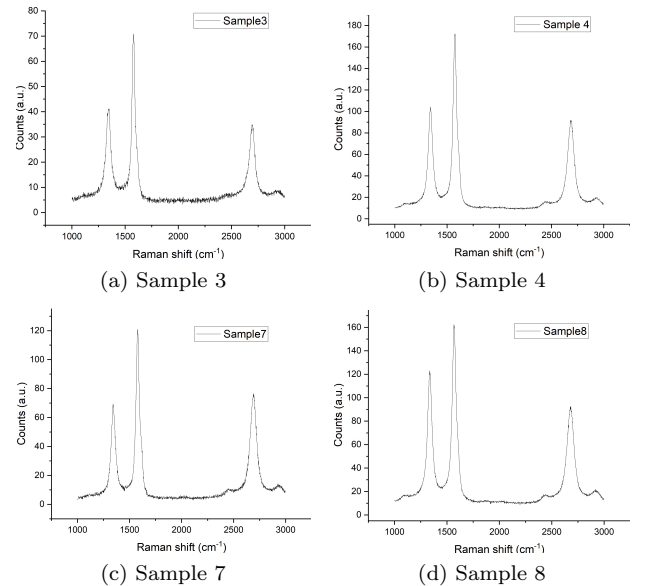 80
70
60
50
40
30
20
10
0
Counts (a.u.)
Sample3
1000 1500 2000 2500 3000
Raman shift (cm⁻¹)
(a) Sample 3
180
160
140
120
100
80
60
40
20
0
Counts (a.u.)
Sample 4
1000 1500 2000 2500 3000
Raman shift (cm⁻¹)
(b) Sample 4
120
100
80
60
40
20
0
Counts (a.u.)
Sample7
1000 1500 2000 2500 3000
Raman shift (cm⁻¹)
(c) Sample 7
160
140
120
100
80
60
40
20
0
Counts (a.u.)
Sample8
1000 1500 2000 2500 3000
Raman shift (cm⁻¹)
(d) Sample 8